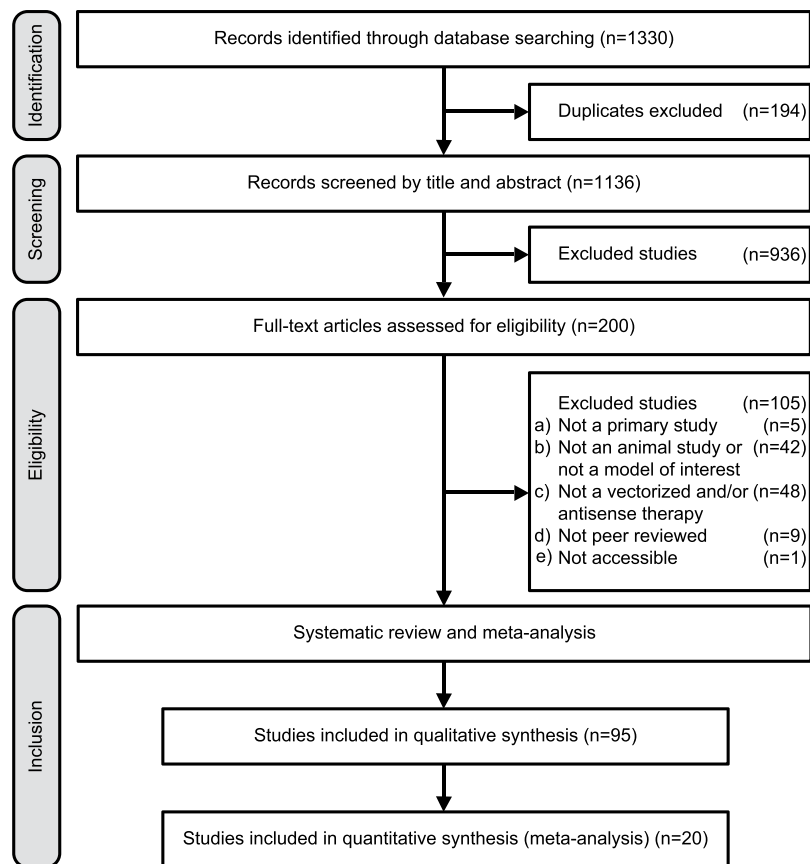 Identification
Records identified through database searching (n=1330)
Duplicates excluded (n=194)
Screening
Records screened by title and abstract (n=1136)
Excluded studies (n=936)
Eligibility
Full-text articles assessed for eligibility (n=200)
Excluded studies (n=105)
a) Not a primary study (n=5)
b) Not an animal study or (n=42)
not a model of interest
c) Not a vectorized and/or (n=48)
antisense therapy
d) Not peer reviewed (n=9)
e) Not accessible (n=1)
Inclusion
Systematic review and meta-analysis
Studies included in qualitative synthesis (n=95)
Studies included in quantitative synthesis (meta-analysis) (n=20)